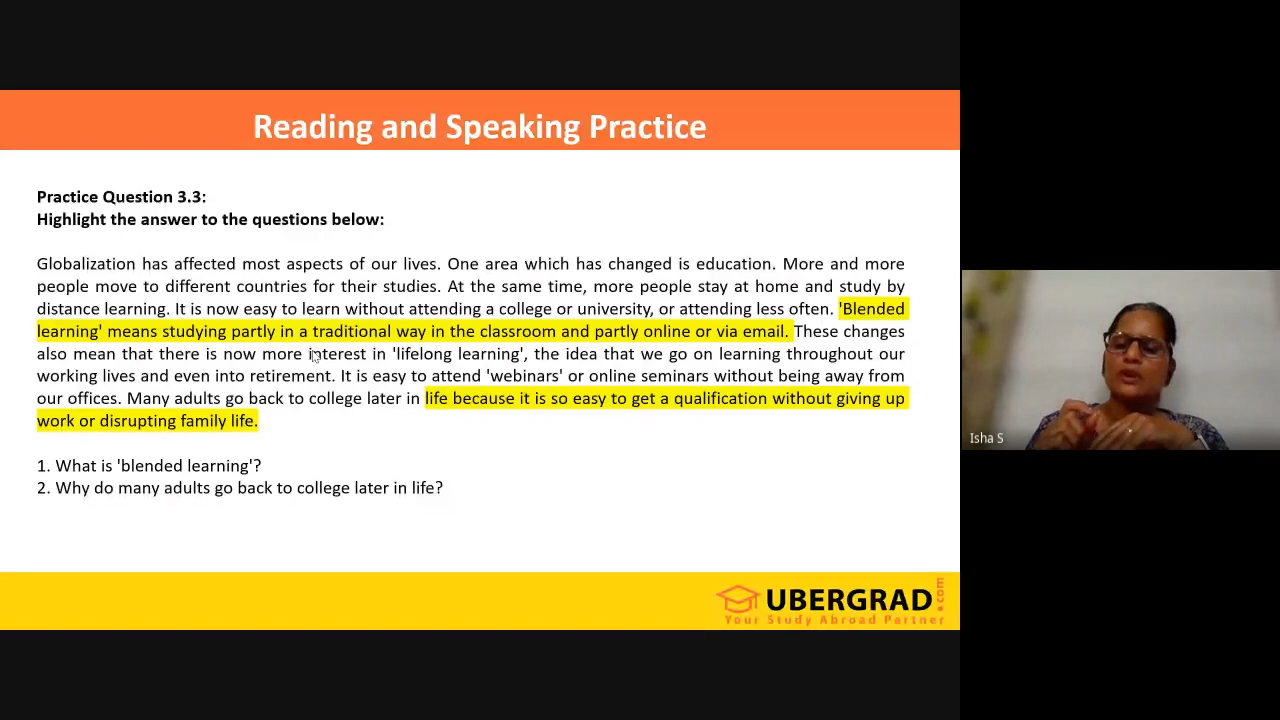 Reading and Speaking Practice
Practice Question 3.3:
Highlight the answer to the questions below:
Globalization has affected most aspects of our lives. One area which has changed is education. More and more
people move to different countries for their studies. At the same time, more people stay at home and study by
distance learning. It is now easy to learn without attending a college or university, or attending less often. 'Blended
learning' means studying partly in a traditional way in the classroom and partly online or via email. These changes
also mean that there is now more interest in 'lifelong learning', the idea that we go on learning throughout our
working lives and even into retirement. It is easy to attend 'webinars' or online seminars without being away from
our offices. Many adults go back to college later in life because it is so easy to get a qualification without giving up
work or disrupting family life.
1. What is 'blended learning'?
2. Why do many adults go back to college later in life?
UBERGRAD.com
Your Study Abroad Partner
Isha S